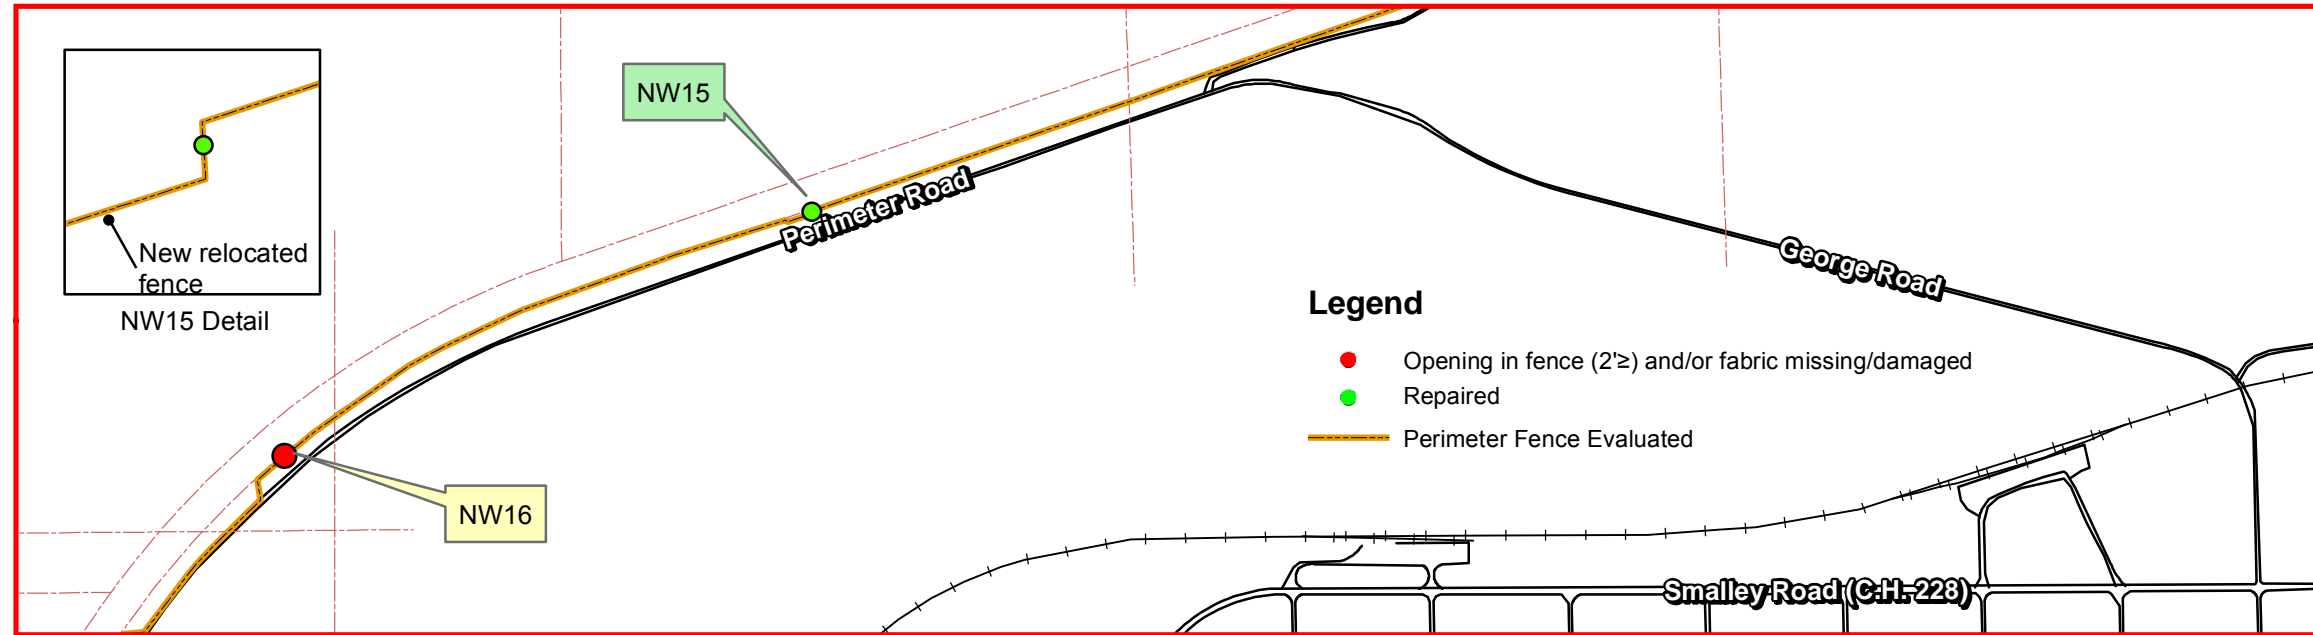 NW15
New relocated
fence
NW15 Detail
Perimeter Road
George Road
Legend
Opening in fence (2'≥) and/or fabric missing/damaged
Repaired
Perimeter Fence Evaluated
NW16
Smalley Road (C.H. 228)